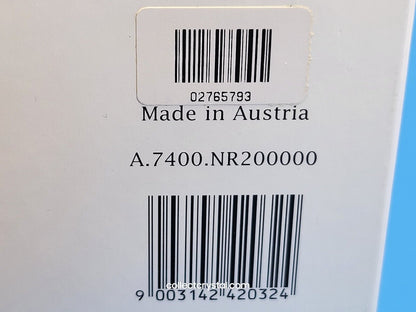 02765793
Made in Austria
A.7400.NR200000
collectcrystal.com
9 003142 420324